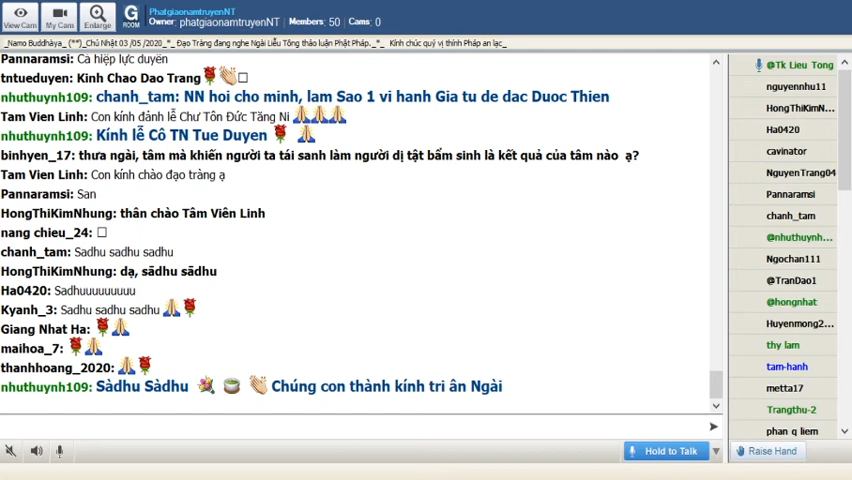 View Cam
My Cam
Enlarge
G
ROOM
PhatgiaonamtruyenNT
Owner: phatgiaonamtruyenNT | Members: 50 | Cams: 0
_Namo Buddhàya_ (**)_Chủ Nhật 03 /05 /2020_*_ Đạo Tràng đang nghe Ngài Liễu Tông thảo luận Phật Pháp._*_ Kính chúc quý vị thính Pháp an lạc_
Pannaramsi: Ca hiệp lực duyên
tntueduyen: Kinh Chao Dao Trang
nhuthuynh109: chanh_tam: NN hoi cho minh, lam Sao 1 vi hanh Gia tu de dac Duoc Thien
Tam Vien Linh: Con kính đảnh lễ Chư Tôn Đức Tăng Ni
nhuthuynh109: Kính lễ Cô TN Tue Duyen
binhyen_17: thưa ngài, tâm mà khiến người ta tái sanh làm người dị tật bẩm sinh là kết quả của tâm nào ạ?
Tam Vien Linh: Con kính chào đạo tràng ạ
Pannaramsi: San
HongThiKimNhung: thân chào Tâm Viên Linh
nang chieu_24:
chanh_tam: Sadhu sadhu sadhu
HongThiKimNhung: dạ, sādhu sādhu
Ha0420: Sadhuuuuuuuuu
Kyanh_3: Sadhu sadhu sadhu
Giang Nhat Ha:
maihoa_7:
thanhhoang_2020:
nhuthuynh109: Sàdhu Sàdhu Chúng con thành kính tri ân Ngài
@Tk Lieu Tong
nguyennhu11
HongThiKimN...
Ha0420
cavinator
NguyenTrang04
Pannaramsi
chanh_tam
@nhuthuynh...
Ngochan111
@TranDao1
@hongnhat
Huyenmong2...
thy lam
tam-hanh
metta17
Trangthu-2
phan q liem
Hold to Talk
Raise Hand